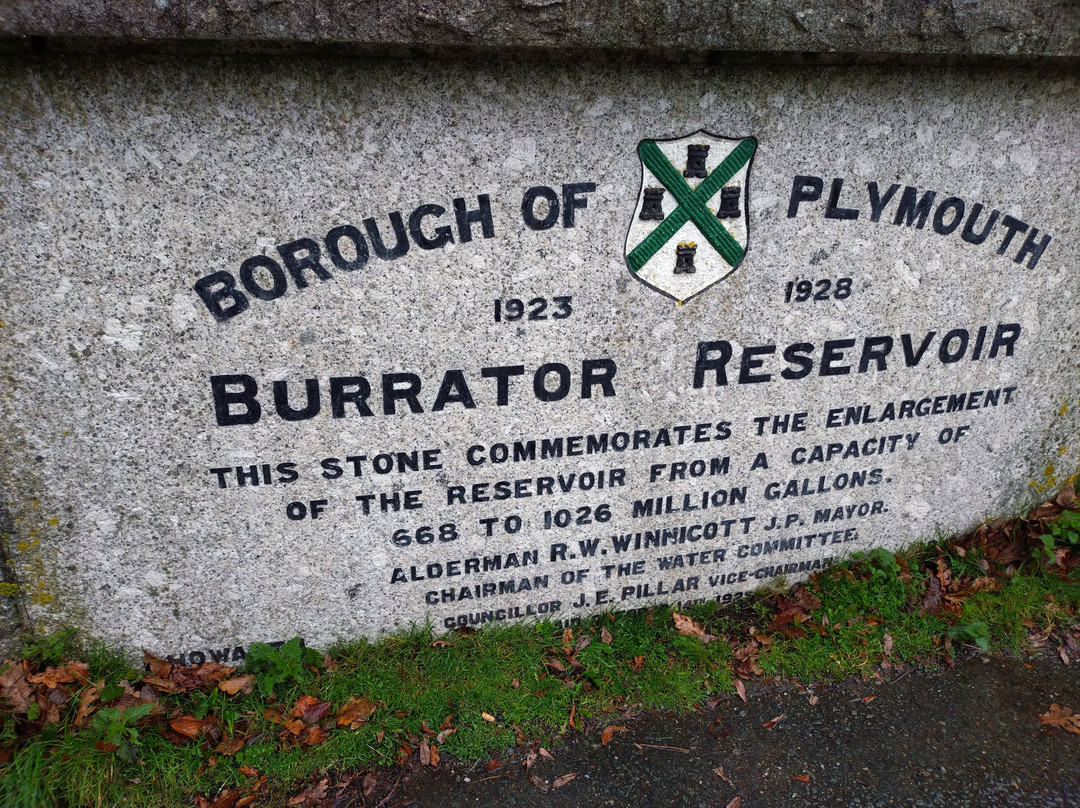 BOROUGH OF PLYMOUTH
1923 1928
BURRATOR RESERVOIR
THIS STONE COMMEMORATES THE ENLARGEMENT
OF THE RESERVOIR FROM A CAPACITY OF
668 TO 1026 MILLION GALLONS.
ALDERMAN R.W. WINNICOTT J.P. MAYOR.
CHAIRMAN OF THE WATER COMMITTEE.
COUNCILLOR J. E. PILLAR VICE-CHAIRMAN